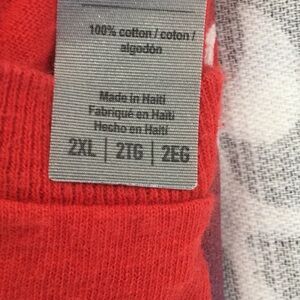 100% cotton / coton /
algodón
Made in Haiti
Fabriqué en Haïti
Hecho en Haití
2XL | 2TG | 2EG